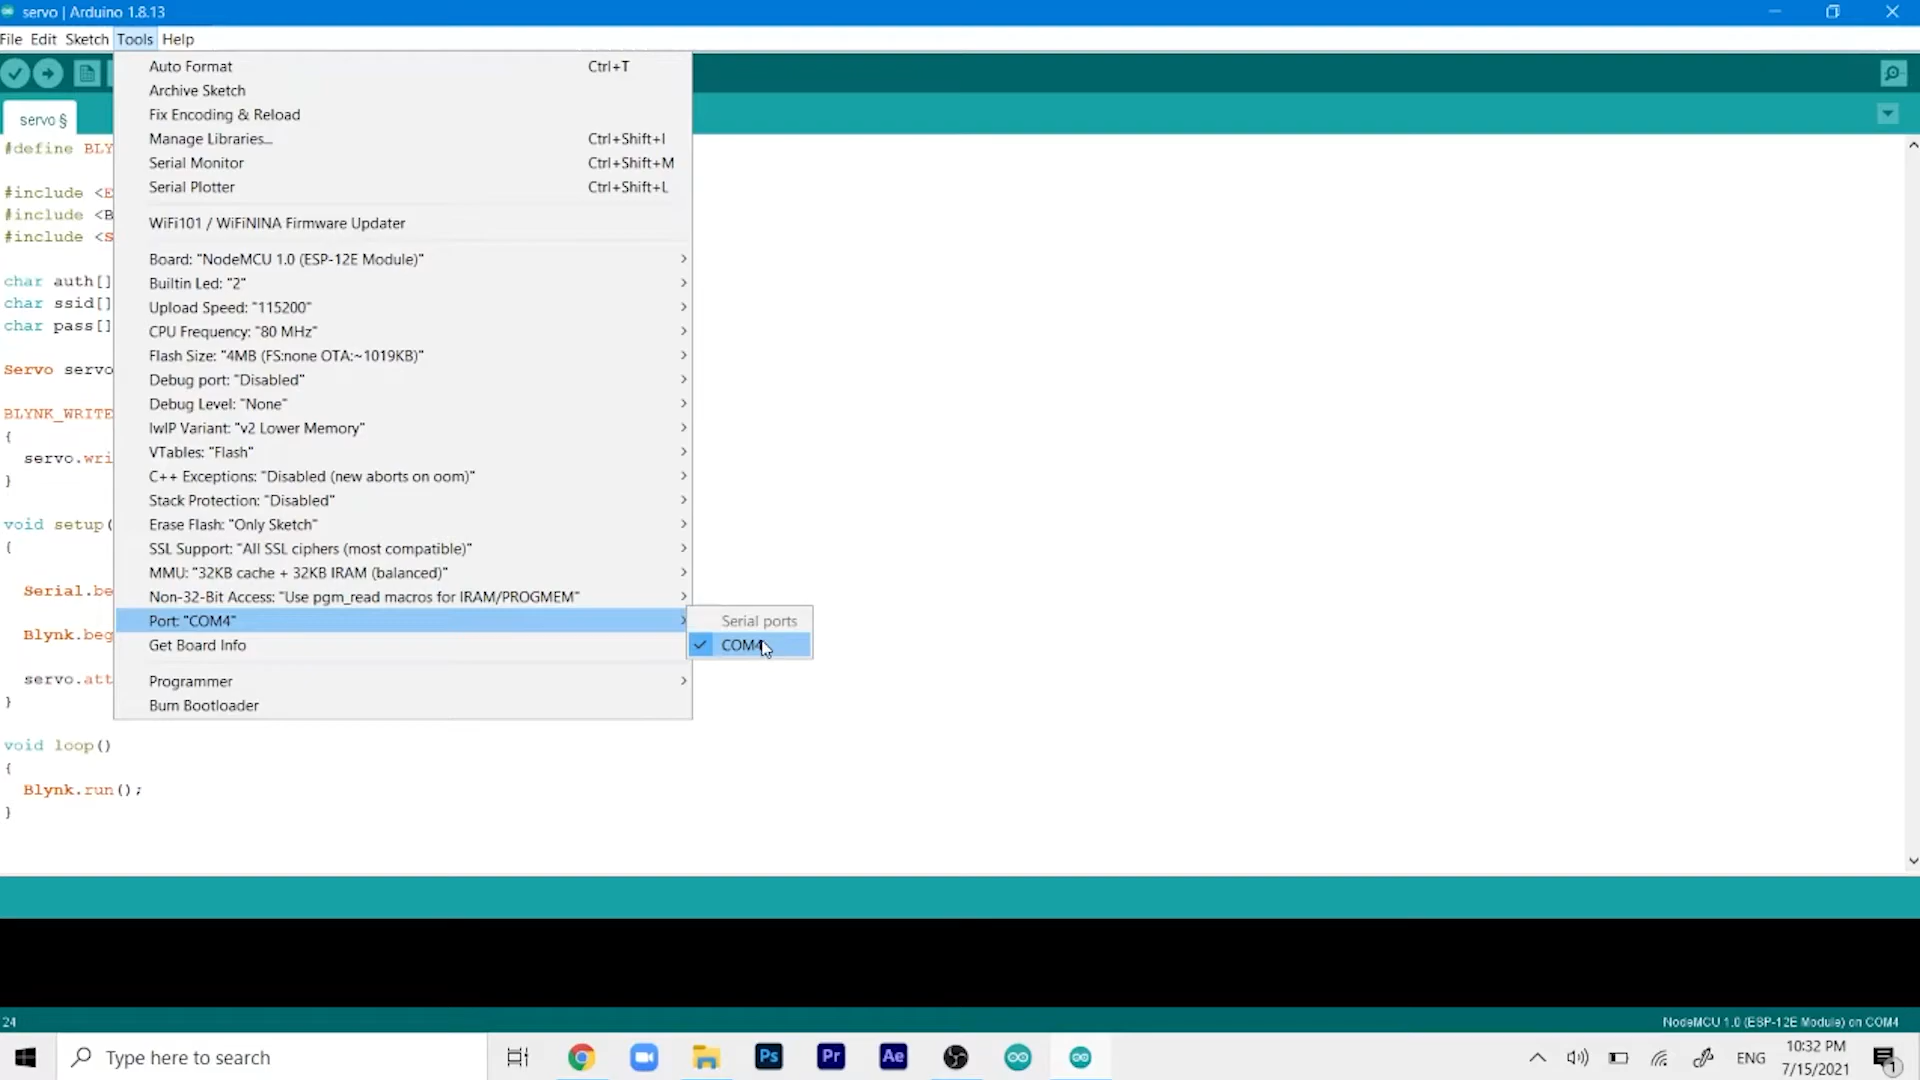 servo | Arduino 1.8.13
File Edit Sketch Tools Help
Auto Format Ctrl+T
Archive Sketch
Fix Encoding & Reload
Manage Libraries... Ctrl+Shift+I
Serial Monitor Ctrl+Shift+M
Serial Plotter Ctrl+Shift+L
WiFi101 / WiFiNINA Firmware Updater
Board: "NodeMCU 1.0 (ESP-12E Module)"
Builtin Led: "2"
Upload Speed: "115200"
CPU Frequency: "80 MHz"
Flash Size: "4MB (FS:none OTA:~1019KB)"
Debug port: "Disabled"
Debug Level: "None"
lwIP Variant: "v2 Lower Memory"
VTables: "Flash"
C++ Exceptions: "Disabled (new aborts on oom)"
Stack Protection: "Disabled"
Erase Flash: "Only Sketch"
SSL Support: "All SSL ciphers (most compatible)"
MMU: "32KB cache + 32KB IRAM (balanced)"
Non-32-Bit Access: "Use pgm_read macros for IRAM/PROGMEM"
Port: "COM4"
Get Board Info
Programmer
Burn Bootloader
Serial ports
COM4
servo §
#define BLY
#include <E
#include <B
#include <S
char auth[]
char ssid[]
char pass[]
Servo servo
BLYNK_WRITE
{
servo.wri
}
void setup(
{
Serial.be
Blynk.beg
servo.att
}
void loop()
{
Blynk.run();
}
24
NodeMCU 1.0 (ESP-12E Module) on COM4
Type here to search
Ps
Pr
Ae
ENG
10:32 PM
7/15/2021
1